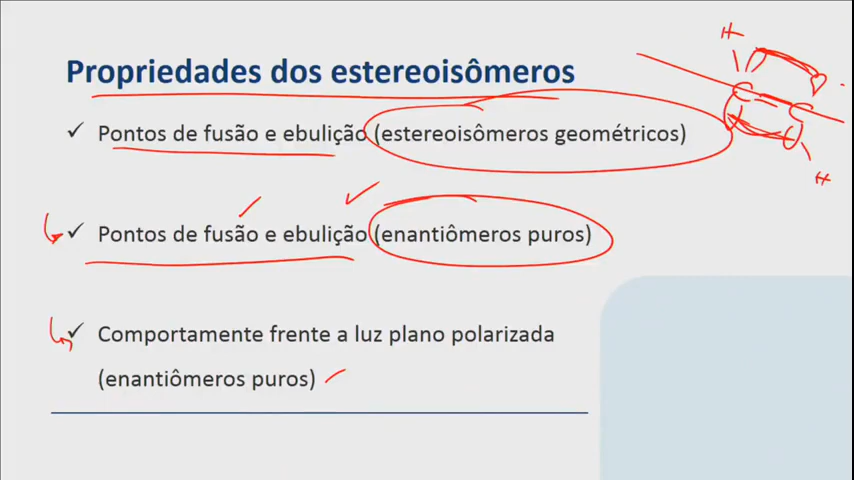 Propriedades dos estereoisômeros
✓ Pontos de fusão e ebulição (estereoisômeros geométricos)
✓ Pontos de fusão e ebulição (enantiômeros puros)
✓ Comportamente frente a luz plano polarizada
(enantiômeros puros)
H
H